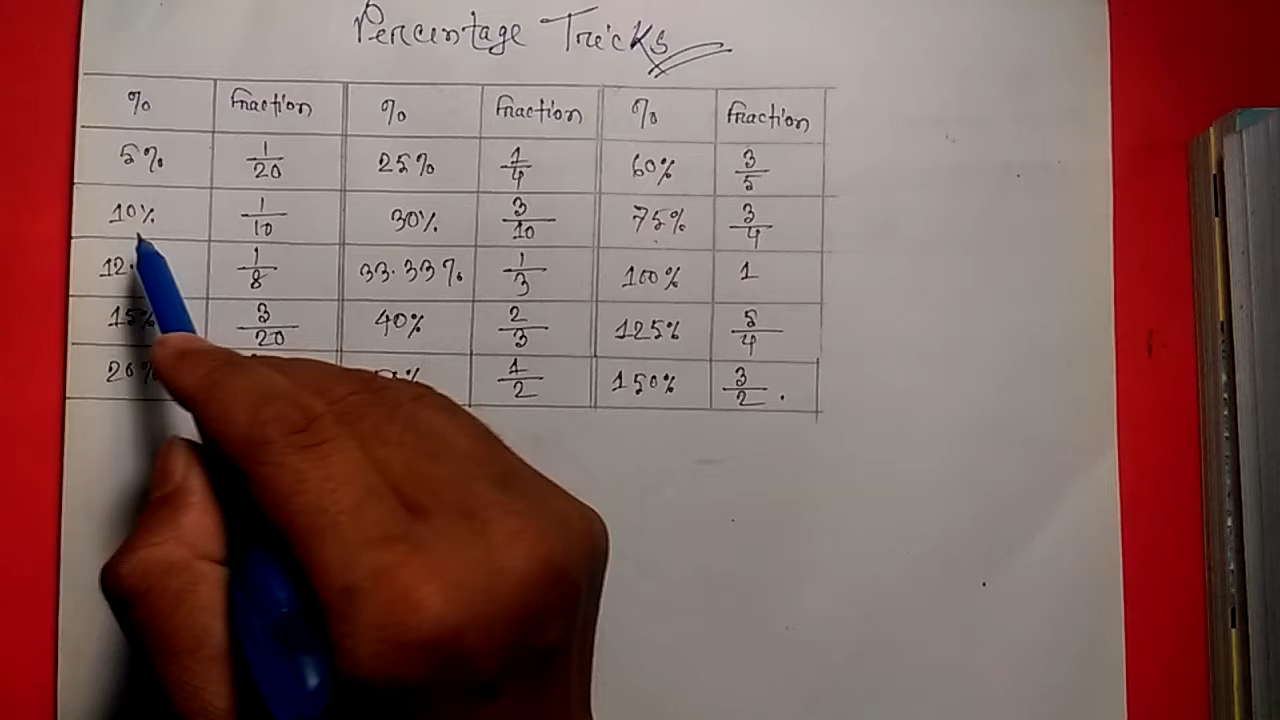 Percentage Tricks
% fraction % fraction % fraction
5% 1/20 25% 1/4 60% 3/5
10% 1/10 30% 3/10 75% 3/4
12. 1/8 33.33% 1/3 100% 1
15% 3/20 40% 2/3 125% 5/4
20% 1/2 150% 3/2 .